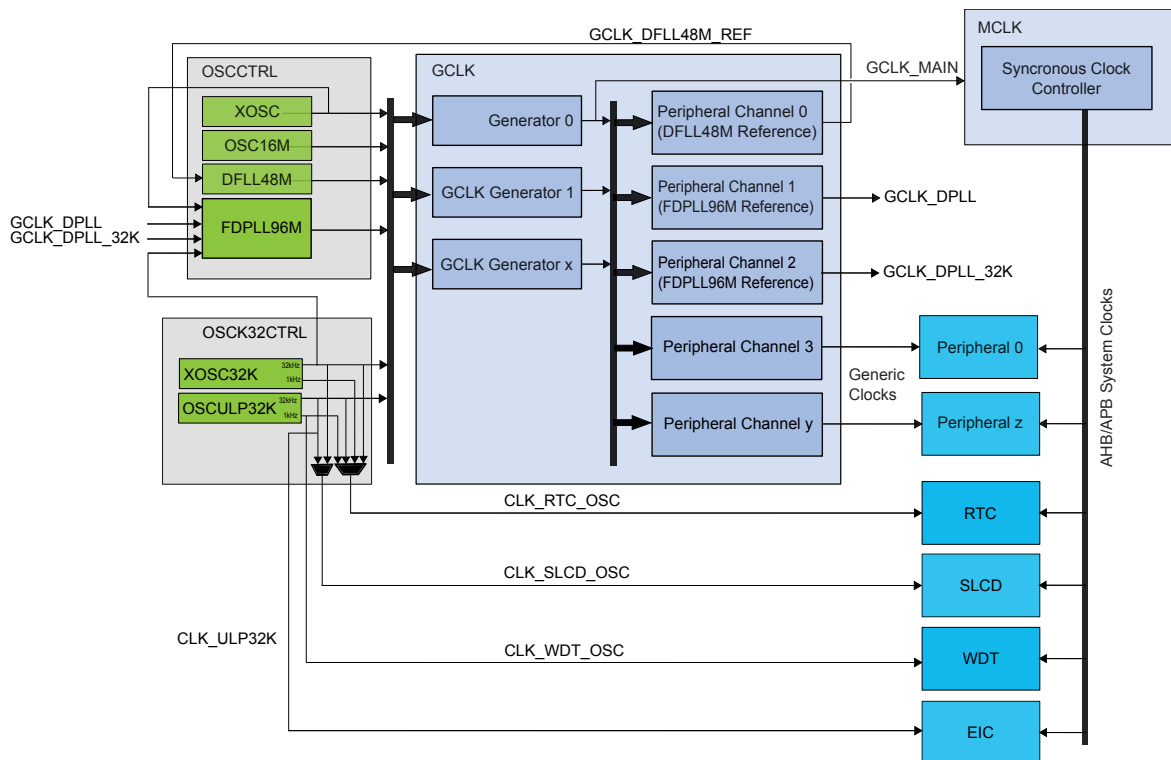 GCLK_DFLL48M_REF
MCLK
OSCCTRL
GCLK
GCLK_MAIN
Syncronous Clock
Controller
XOSC
Generator 0
Peripheral Channel 0
(DFLL48M Reference)
OSC16M
DFLL48M
GCLK Generator 1
Peripheral Channel 1
(FDPLL96M Reference)
GCLK_DPLL
GCLK_DPLL
GCLK_DPLL_32K
FDPLL96M
GCLK Generator x
Peripheral Channel 2
(FDPLL96M Reference)
GCLK_DPLL_32K
OSCK32CTRL
XOSC32K
32kHz
1kHz
OSCULP32K
32kHz
1kHz
Peripheral Channel 3
Generic
Clocks
Peripheral 0
Peripheral Channel y
Peripheral z
AHB/APB System Clocks
CLK_RTC_OSC
RTC
CLK_SLCD_OSC
SLCD
CLK_ULP32K
CLK_WDT_OSC
WDT
EIC